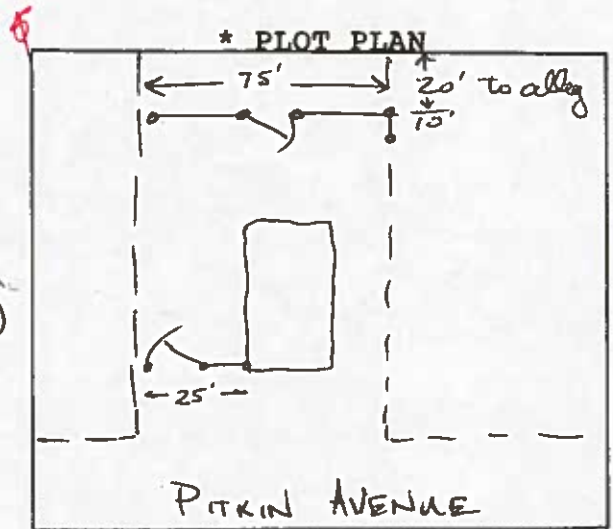 * PLOT PLAN
75'
20' to alley
10'
25'
PITKIN AVENUE